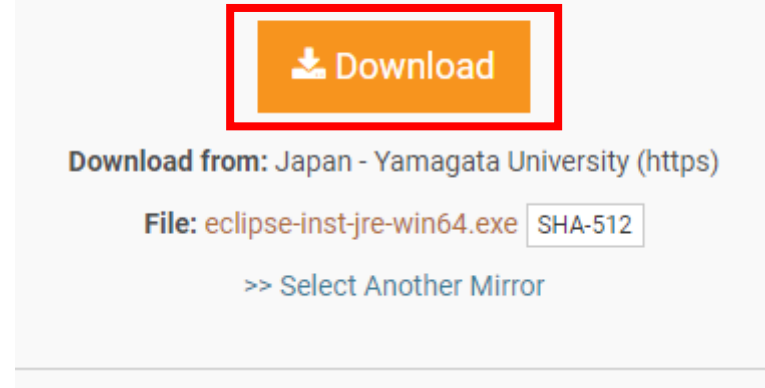 Download
Download from: Japan - Yamagata University (https)
File: eclipse-inst-jre-win64.exe SHA-512
>> Select Another Mirror